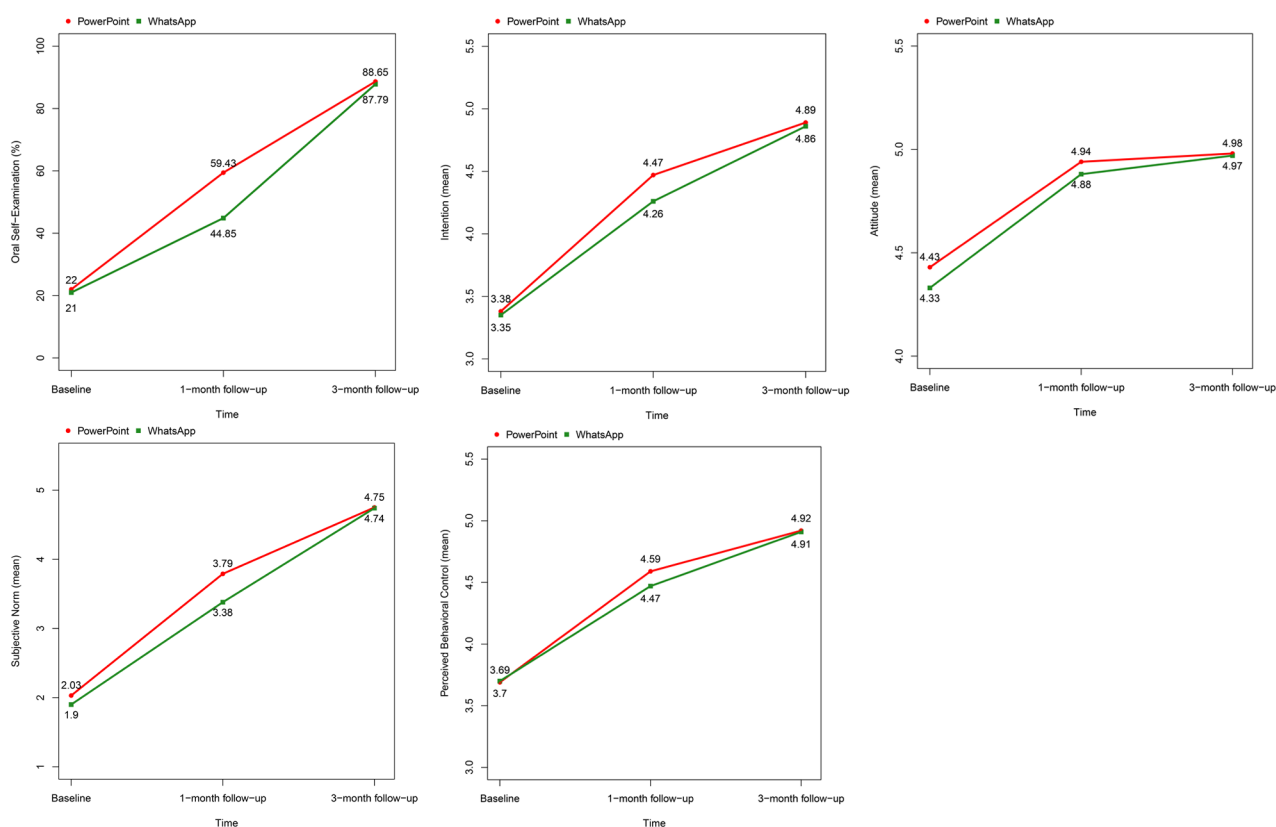 PowerPoint WhatsApp
Oral Self−Examination (%)
100
80
60
40
20
0
88.65
87.79
59.43
44.85
22
21
Baseline 1−month follow−up 3−month follow−up
Time
PowerPoint WhatsApp
Intention (mean)
5.5
5.0
4.5
4.0
3.5
3.0
4.89
4.86
4.47
4.26
3.38
3.35
Baseline 1−month follow−up 3−month follow−up
Time
PowerPoint WhatsApp
Attitude (mean)
5.5
5.0
4.5
4.0
4.98
4.97
4.94
4.88
4.43
4.33
Baseline 1−month follow−up 3−month follow−up
Time
PowerPoint WhatsApp
Subjective Norm (mean)
5
4
3
2
1
4.75
4.74
3.79
3.38
2.03
1.9
Baseline 1−month follow−up 3−month follow−up
Time
PowerPoint WhatsApp
Perceived Behavioral Control (mean)
5.5
5.0
4.5
4.0
3.5
3.0
4.92
4.91
4.59
4.47
3.69
3.7
Baseline 1−month follow−up 3−month follow−up
Time